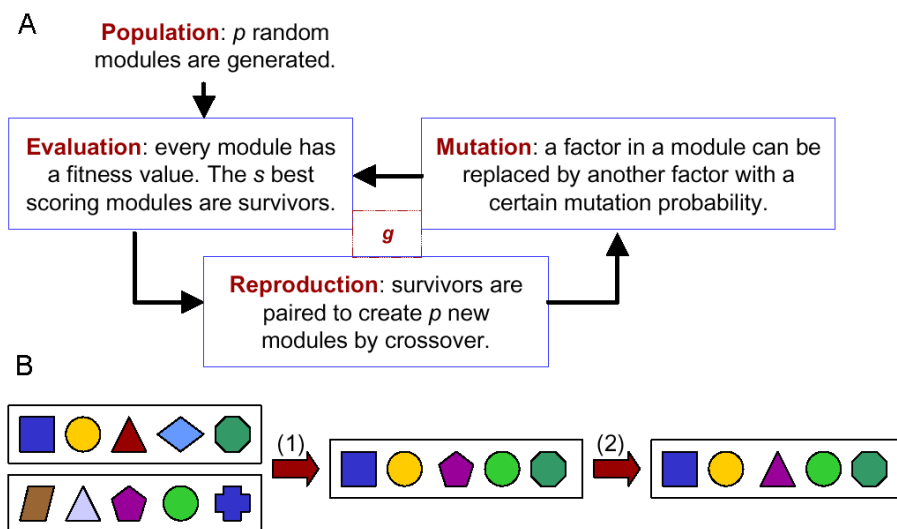 A
Population: p random
modules are generated.
Evaluation: every module has
a fitness value. The s best
scoring modules are survivors.
Mutation: a factor in a module can be
replaced by another factor with a
certain mutation probability.
g
Reproduction: survivors are
paired to create p new
modules by crossover.
B
(1)
(2)